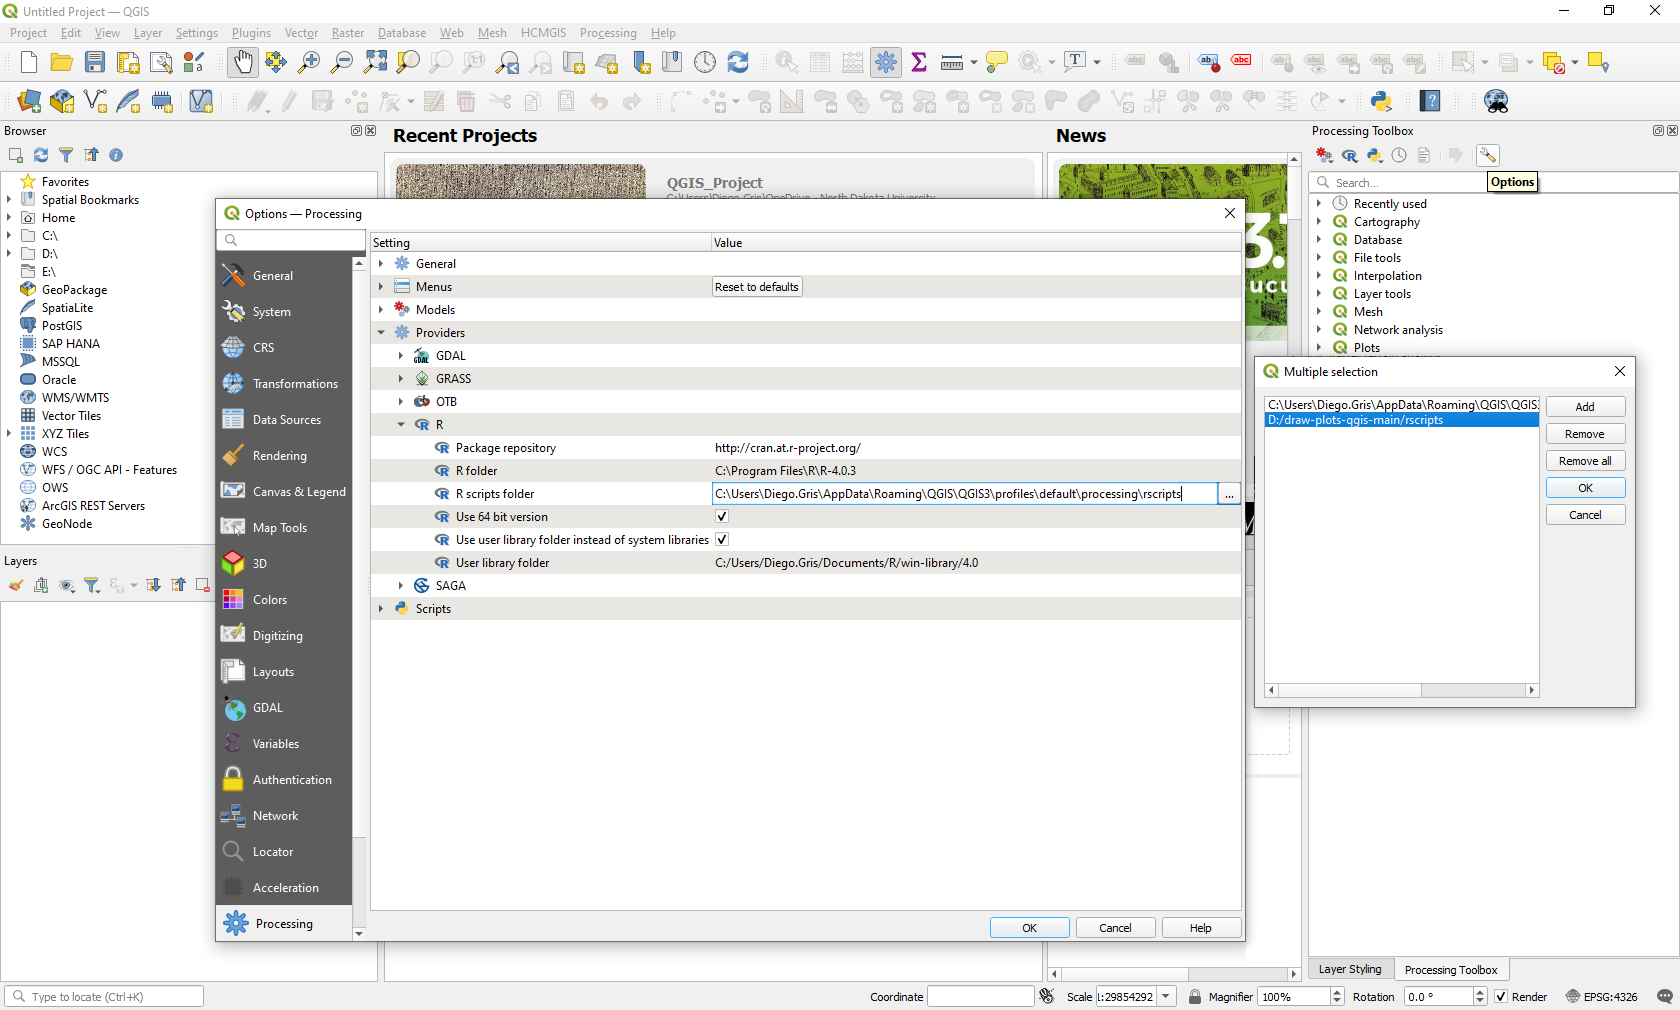 Untitled Project — QGIS
Project Edit View Layer Settings Plugins Vector Raster Database Web Mesh HCMGIS Processing Help
Browser
Favorites
Spatial Bookmarks
Home
C:\
D:\
E:\
GeoPackage
SpatiaLite
PostGIS
SAP HANA
MSSQL
Oracle
WMS/WMTS
Vector Tiles
XYZ Tiles
WCS
WFS / OGC API - Features
OWS
ArcGIS REST Servers
GeoNode
Layers
Recent Projects
QGIS_Project
C:\Users\Diego.Gris\OneDrive - North Dakota University
News
Options — Processing
General
System
CRS
Transformations
Data Sources
Rendering
Canvas & Legend
Map Tools
3D
Colors
Digitizing
Layouts
GDAL
Variables
Authentication
Network
Locator
Acceleration
Processing
Setting Value
General
Menus Reset to defaults
Models
Providers
GDAL
GRASS
OTB
R
Package repository http://cran.at.r-project.org/
R folder C:\Program Files\R\R-4.0.3
R scripts folder C:\Users\Diego.Gris\AppData\Roaming\QGIS\QGIS3\profiles\default\processing\rscripts ...
Use 64 bit version
Use user library folder instead of system libraries
User library folder C:/Users/Diego.Gris/Documents/R/win-library/4.0
SAGA
Scripts
OK Cancel Help
Processing Toolbox
Search...
Options
Recently used
Cartography
Database
File tools
Interpolation
Layer tools
Mesh
Network analysis
Plots
Multiple selection
C:\Users\Diego.Gris\AppData\Roaming\QGIS\QGIS3
D:/draw-plots-qgis-main/rscripts
Add
Remove
Remove all
OK
Cancel
Layer Styling Processing Toolbox
Type to locate (Ctrl+K)
Coordinate Scale 1:29854292 Magnifier 100% Rotation 0.0 ° Render EPSG:4326